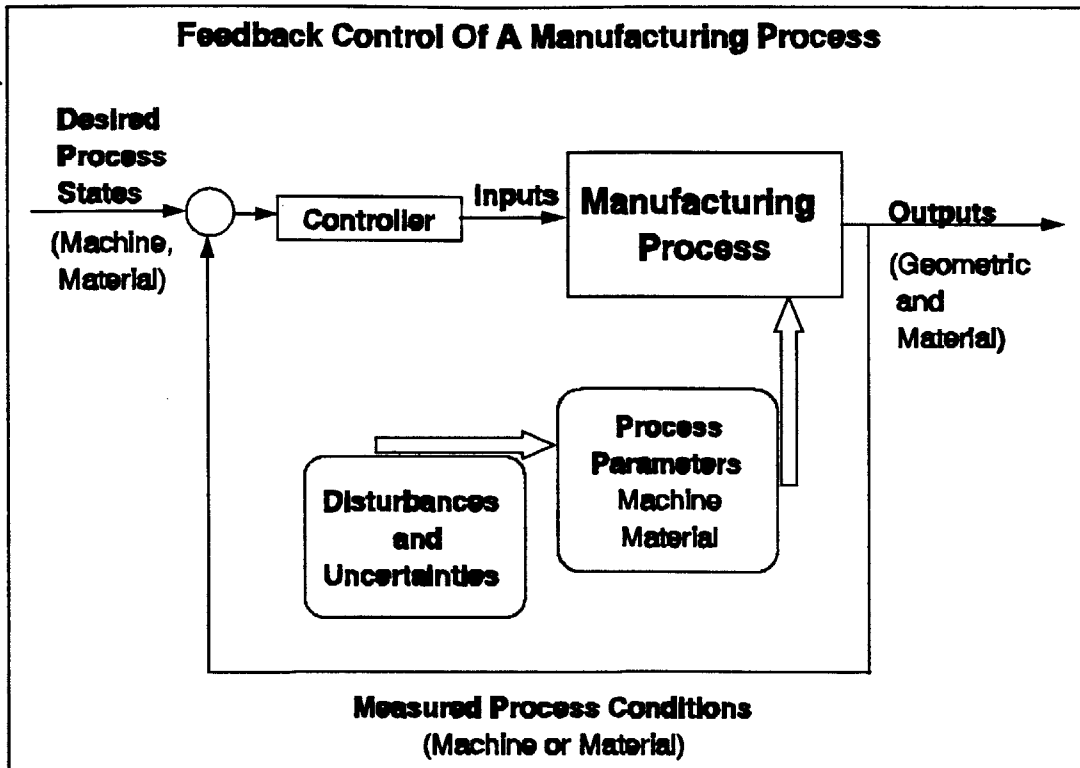 Feedback Control Of A Manufacturing Process
Desired
Process
States
(Machine,
Material)
Controller
Inputs
Manufacturing
Process
Outputs
(Geometric
and
Material)
Process
Parameters
Machine
Material
Disturbances
and
Uncertainties
Measured Process Conditions
(Machine or Material)